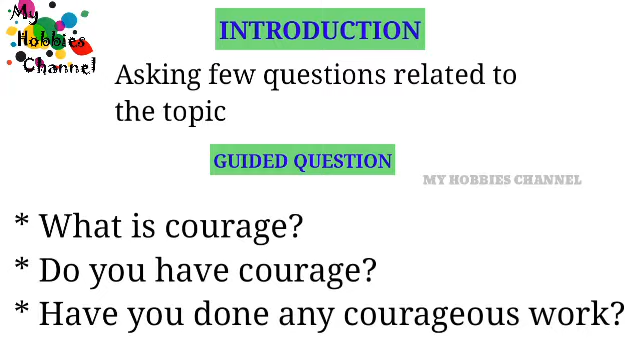 My
Hobbies
Channel
INTRODUCTION
Asking few questions related to
the topic
GUIDED QUESTION
MY HOBBIES CHANNEL
* What is courage?
* Do you have courage?
* Have you done any courageous work?